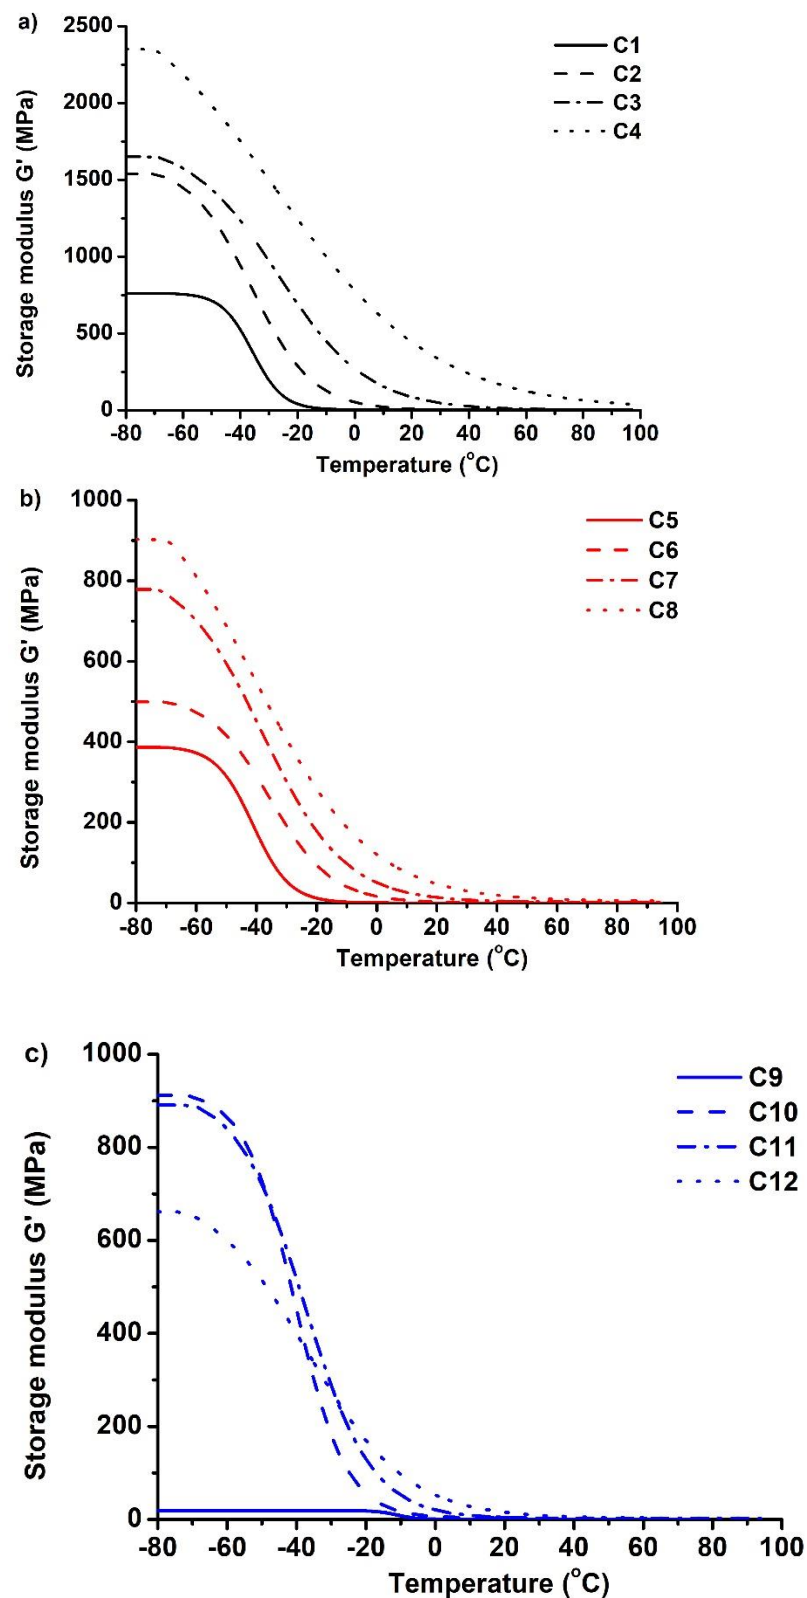 a)
2500
2000
1500
1000
500
0
Storage modulus G' (MPa)
C1
C2
C3
C4
-80 -60 -40 -20 0 20 40 60 80 100
Temperature (°C)
b)
1000
800
600
400
200
0
Storage modulus G' (MPa)
C5
C6
C7
C8
-80 -60 -40 -20 0 20 40 60 80 100
Temperature (°C)
c)
1000
800
600
400
200
0
Storage modulus G' (MPa)
C9
C10
C11
C12
-80 -60 -40 -20 0 20 40 60 80 100
Temperature (°C)